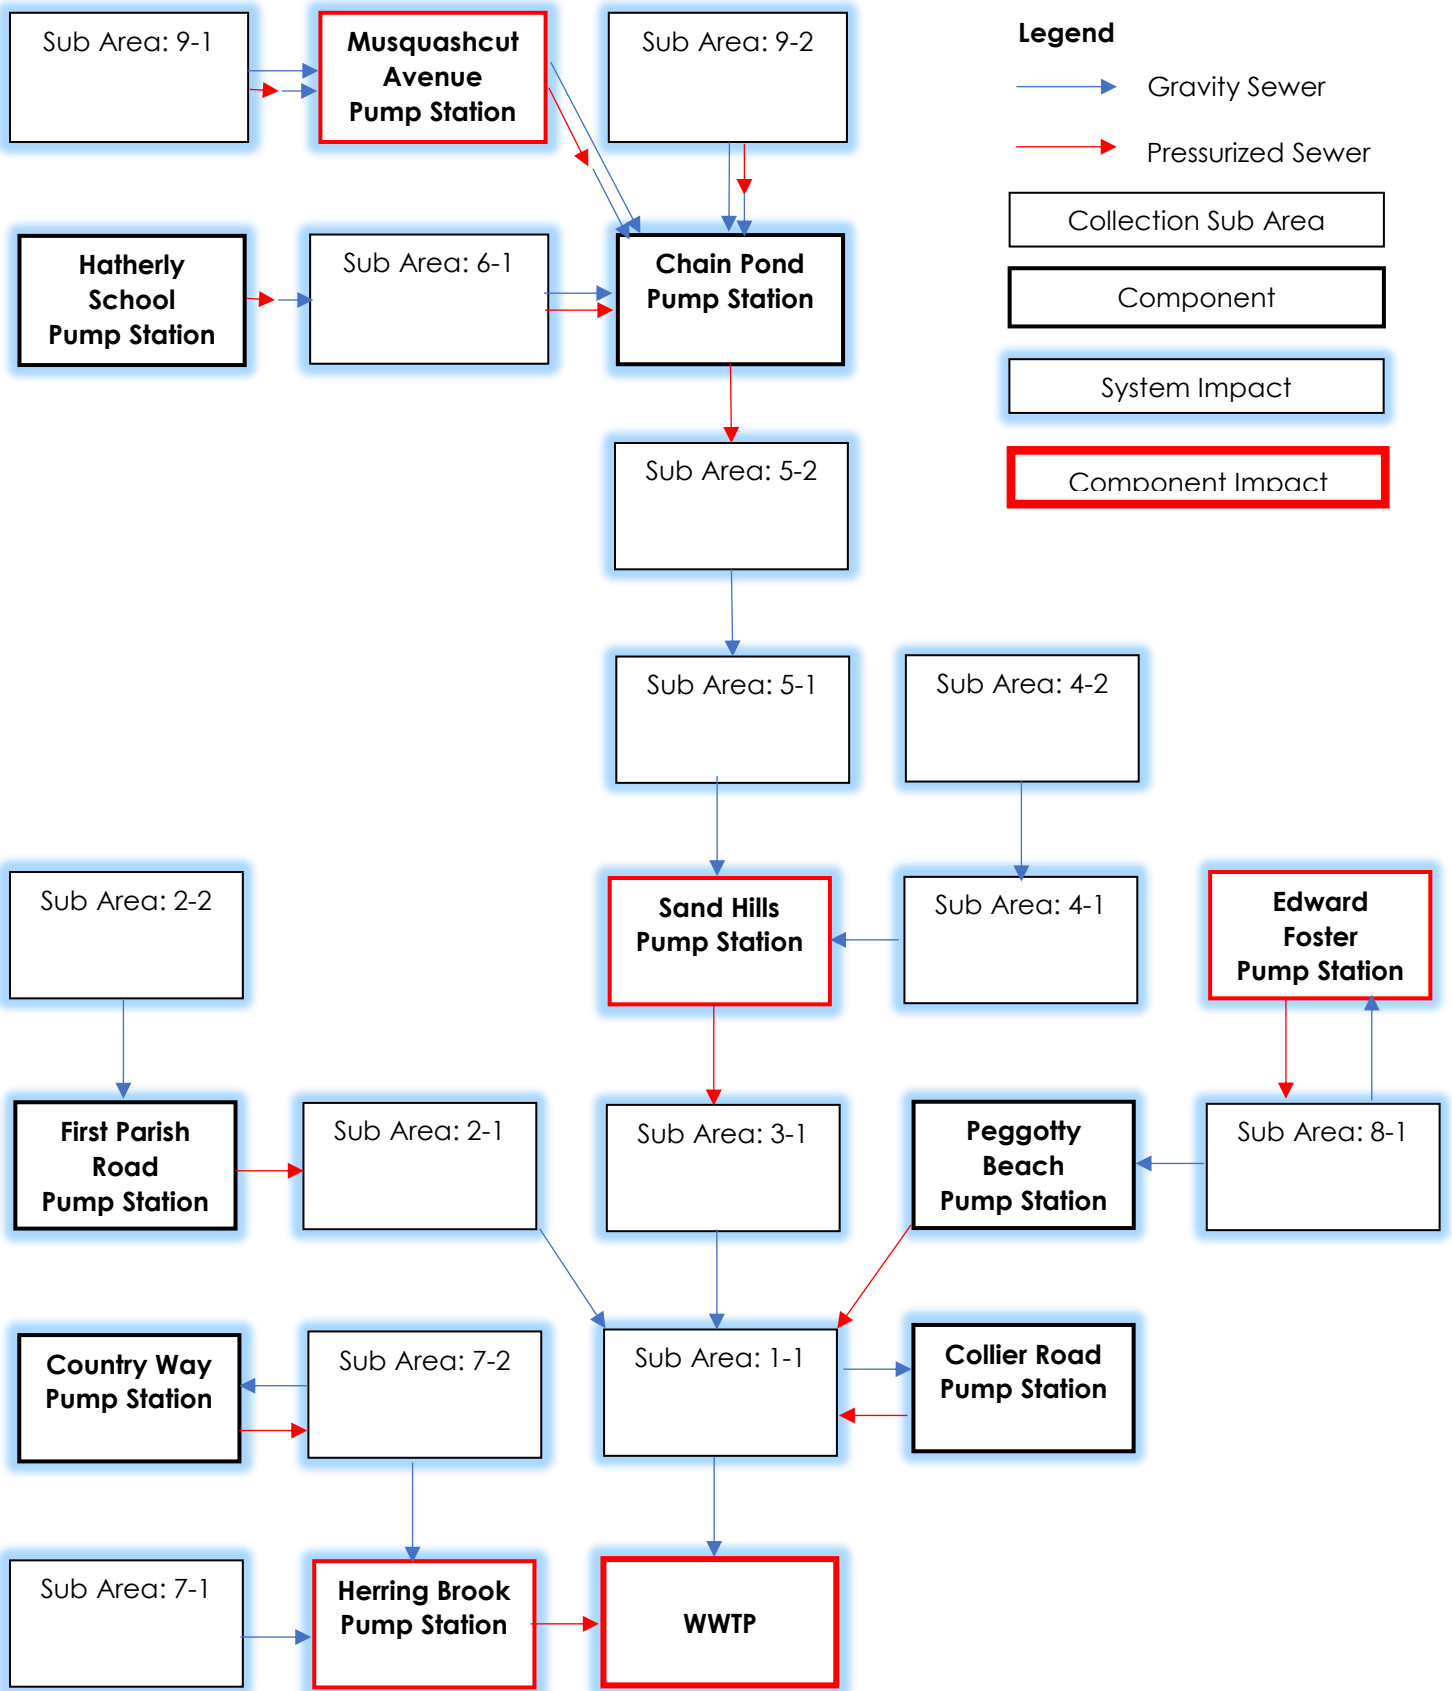 Sub Area: 9-1
Musquashcut
Avenue
Pump Station
Sub Area: 9-2
Legend
Gravity Sewer
Pressurized Sewer
Collection Sub Area
Component
System Impact
Component Impact
Hatherly
School
Pump Station
Sub Area: 6-1
Chain Pond
Pump Station
Sub Area: 5-2
Sub Area: 5-1
Sub Area: 4-2
Sub Area: 2-2
Sand Hills
Pump Station
Sub Area: 4-1
Edward
Foster
Pump Station
First Parish
Road
Pump Station
Sub Area: 2-1
Sub Area: 3-1
Peggotty
Beach
Pump Station
Sub Area: 8-1
Country Way
Pump Station
Sub Area: 7-2
Sub Area: 1-1
Collier Road
Pump Station
Sub Area: 7-1
Herring Brook
Pump Station
WWTP